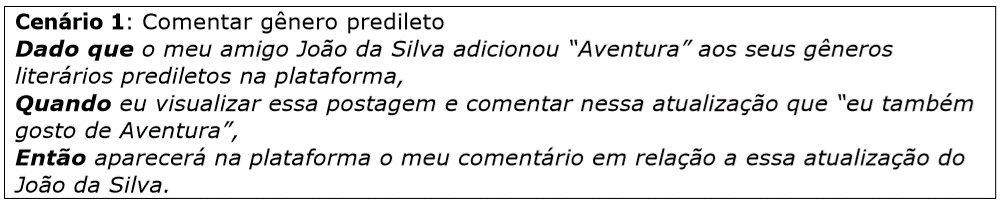 Cenário 1: Comentar gênero predileto
Dado que o meu amigo João da Silva adicionou “Aventura” aos seus gêneros
literários prediletos na plataforma,
Quando eu visualizar essa postagem e comentar nessa atualização que “eu também
gosto de Aventura”,
Então aparecerá na plataforma o meu comentário em relação a essa atualização do
João da Silva.